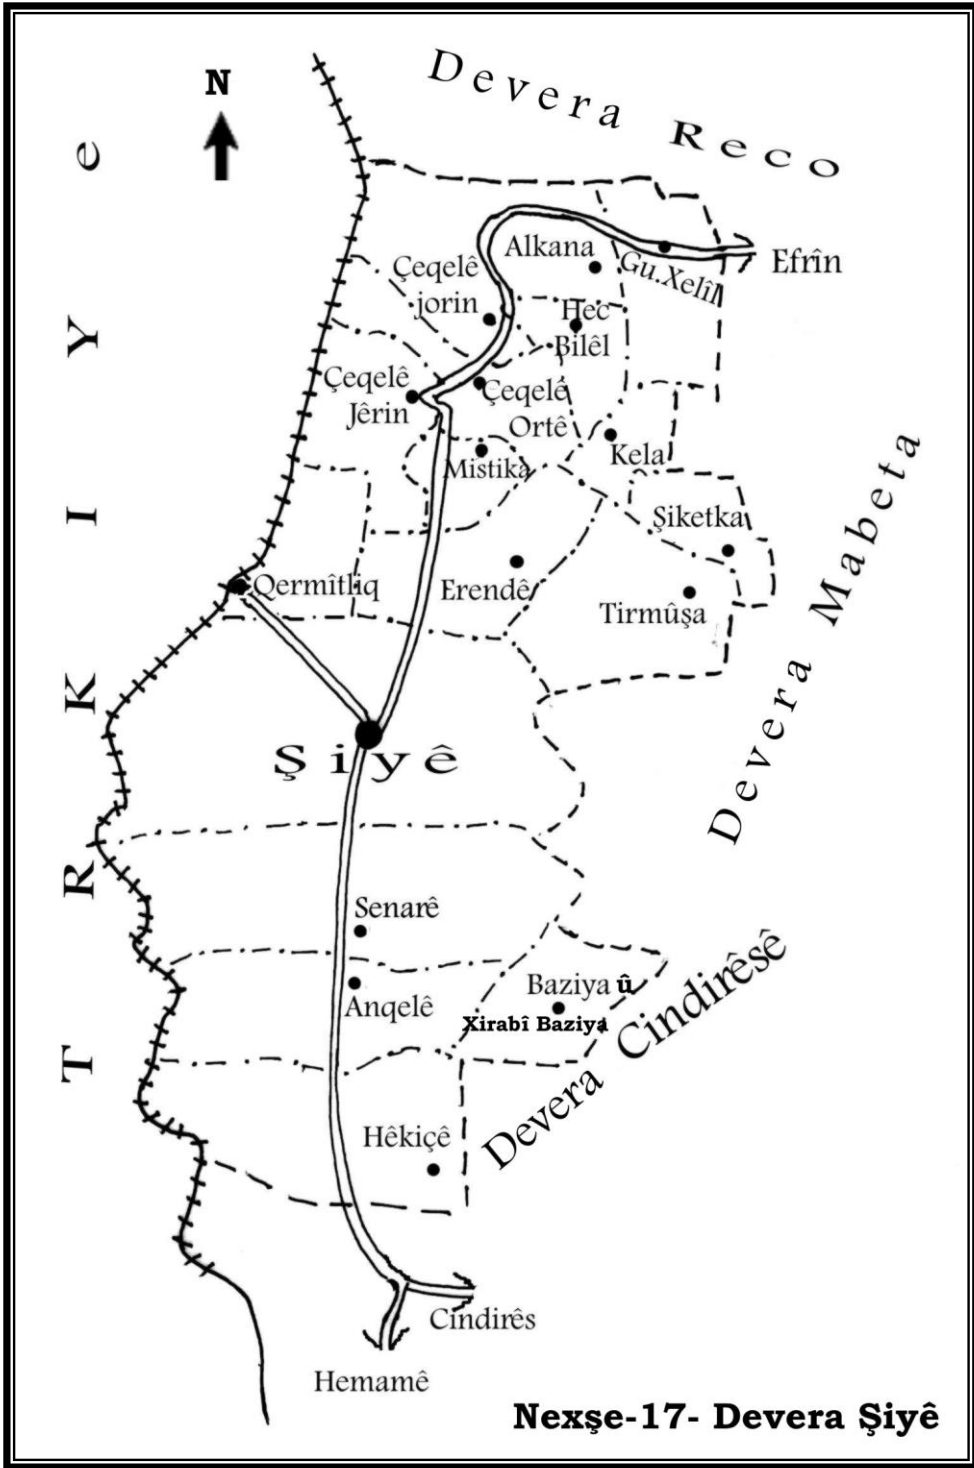 Devera Reco
N
TIRKIYe
Alkana
Gu.Xelîl
Efrîn
Çeqelê
jorin
Hec
Bilêl
Çeqelê
Jêrin
Çeqelê
Ortê
Mistika
Kela
Şiketka
Qermîtliq
Erendê
Tirmûşa
Devera Mabeta
Şiyê
Senarê
Anqelê
Baziya û
Xirabî Baziya
Devera Cindirêsê
Hêkiçê
Cindirês
Hemamê
Nexşe-17- Devera Şiyê